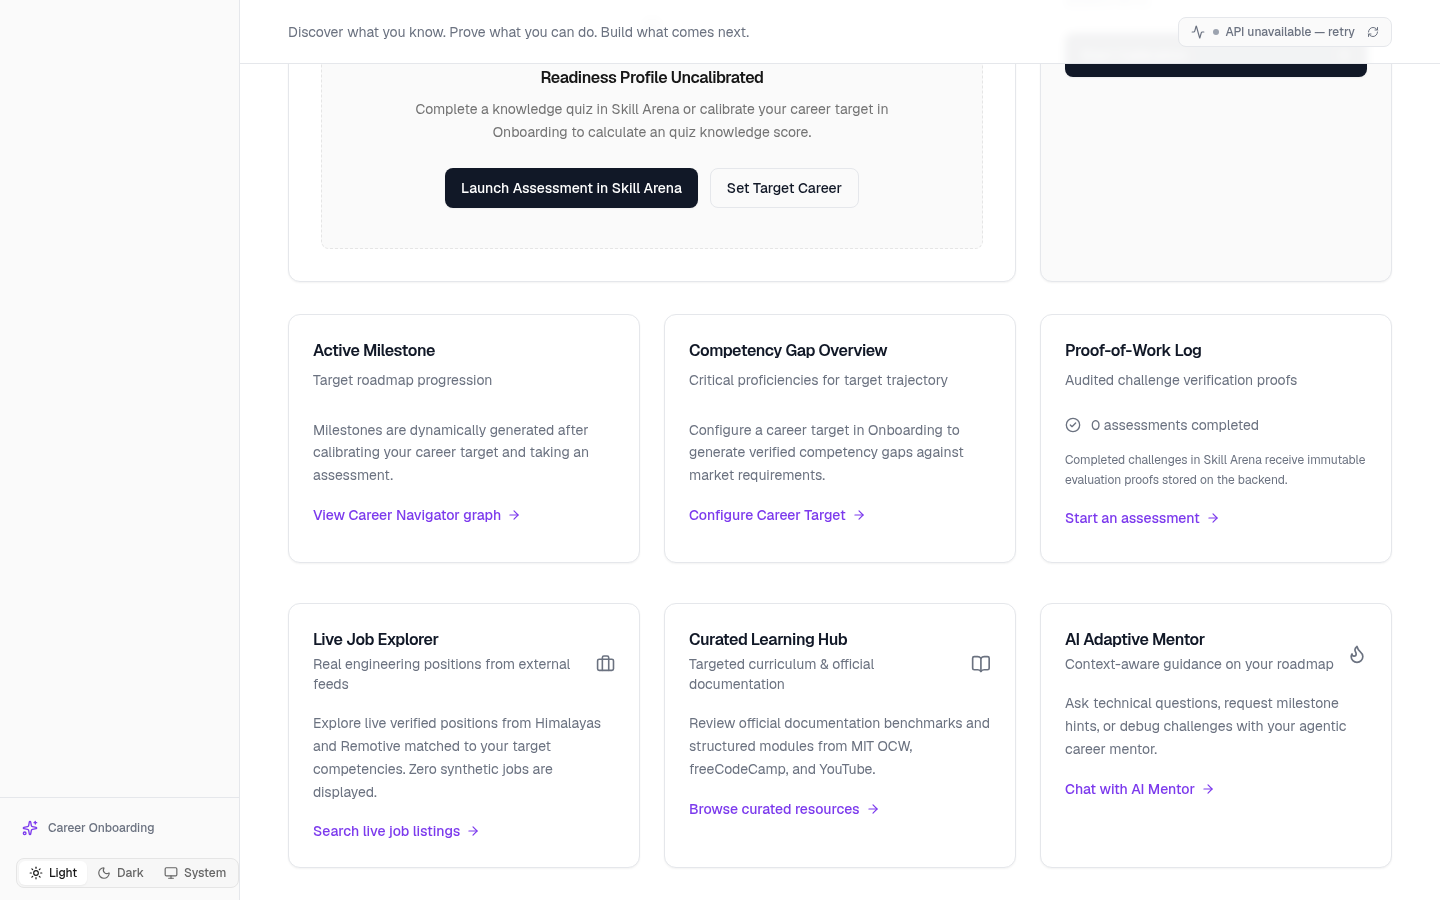 Discover what you know. Prove what you can do. Build what comes next.
API unavailable — retry
Readiness Profile Uncalibrated
Complete a knowledge quiz in Skill Arena or calibrate your career target in
Onboarding to calculate an quiz knowledge score.
Launch Assessment in Skill Arena
Set Target Career
Active Milestone
Target roadmap progression
Milestones are dynamically generated after
calibrating your career target and taking an
assessment.
View Career Navigator graph
Competency Gap Overview
Critical proficiencies for target trajectory
Configure a career target in Onboarding to
generate verified competency gaps against
market requirements.
Configure Career Target
Proof-of-Work Log
Audited challenge verification proofs
0 assessments completed
Completed challenges in Skill Arena receive immutable
evaluation proofs stored on the backend.
Start an assessment
Live Job Explorer
Real engineering positions from external
feeds
Explore live verified positions from Himalayas
and Remotive matched to your target
competencies. Zero synthetic jobs are
displayed.
Search live job listings
Curated Learning Hub
Targeted curriculum & official
documentation
Review official documentation benchmarks and
structured modules from MIT OCW,
freeCodeCamp, and YouTube.
Browse curated resources
AI Adaptive Mentor
Context-aware guidance on your roadmap
Ask technical questions, request milestone
hints, or debug challenges with your agentic
career mentor.
Chat with AI Mentor
Career Onboarding
Light
Dark
System